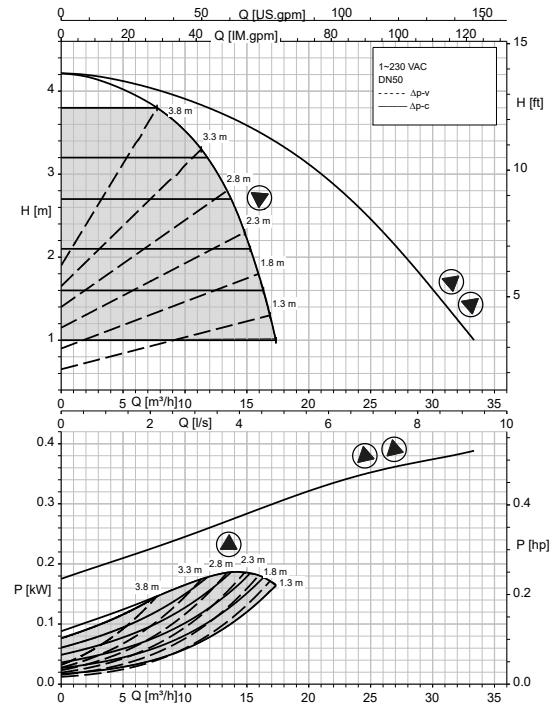 0 50 100 150
Q [US.gpm]
0 20 40 60 80 100 120
Q [IM.gpm]
1~230 VAC
DN50
Δp-v
Δp-c
15
H [ft]
10
5
4
3
H [m]
2
1
3.8 m
3.3 m
2.8 m
2.3 m
1.8 m
1.3 m
0 5 10 15 20 25 30 35
Q [m³/h]
0 2 4 6 8 10
Q [l/s]
0.4
0.3
0.2
P [kW]
0.1
0.0
0.4
P [hp]
0.2
0.0
3.8 m
3.3 m
2.8 m
2.3 m
1.8 m
1.3 m
0 5 10 15 20 25 30 35
Q [m³/h]